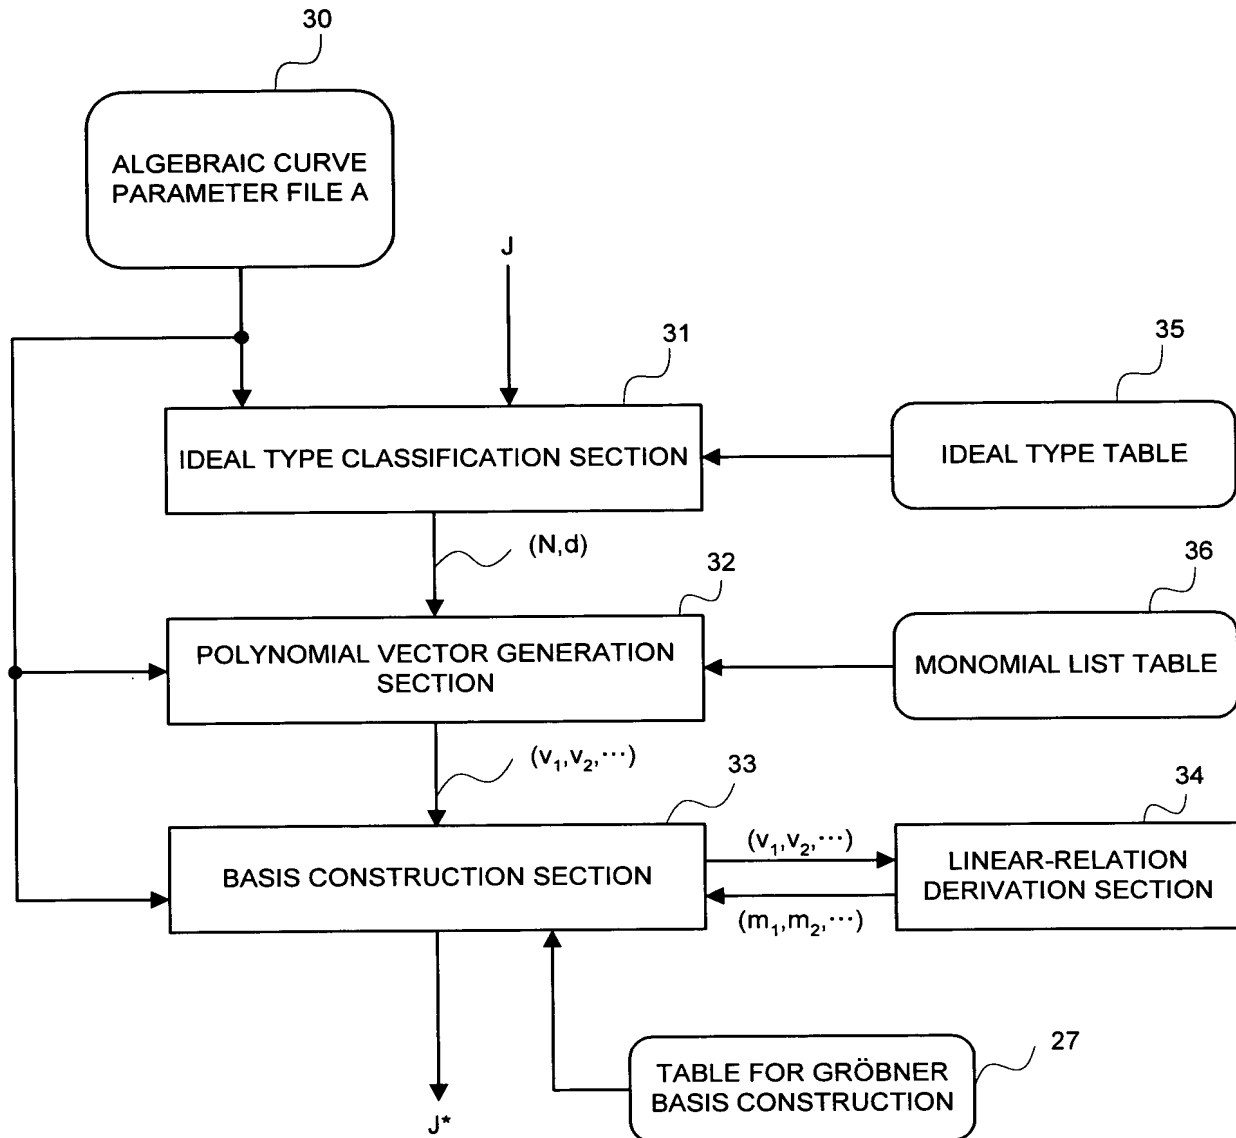 30
ALGEBRAIC CURVE
PARAMETER FILE A
J
31
35
IDEAL TYPE CLASSIFICATION SECTION
IDEAL TYPE TABLE
(N,d)
32
36
POLYNOMIAL VECTOR GENERATION
SECTION
MONOMIAL LIST TABLE
(v₁,v₂,⋯)
33
34
BASIS CONSTRUCTION SECTION
(v₁,v₂,⋯)
(m₁,m₂,⋯)
LINEAR-RELATION
DERIVATION SECTION
27
TABLE FOR GRÖBNER
BASIS CONSTRUCTION
J*